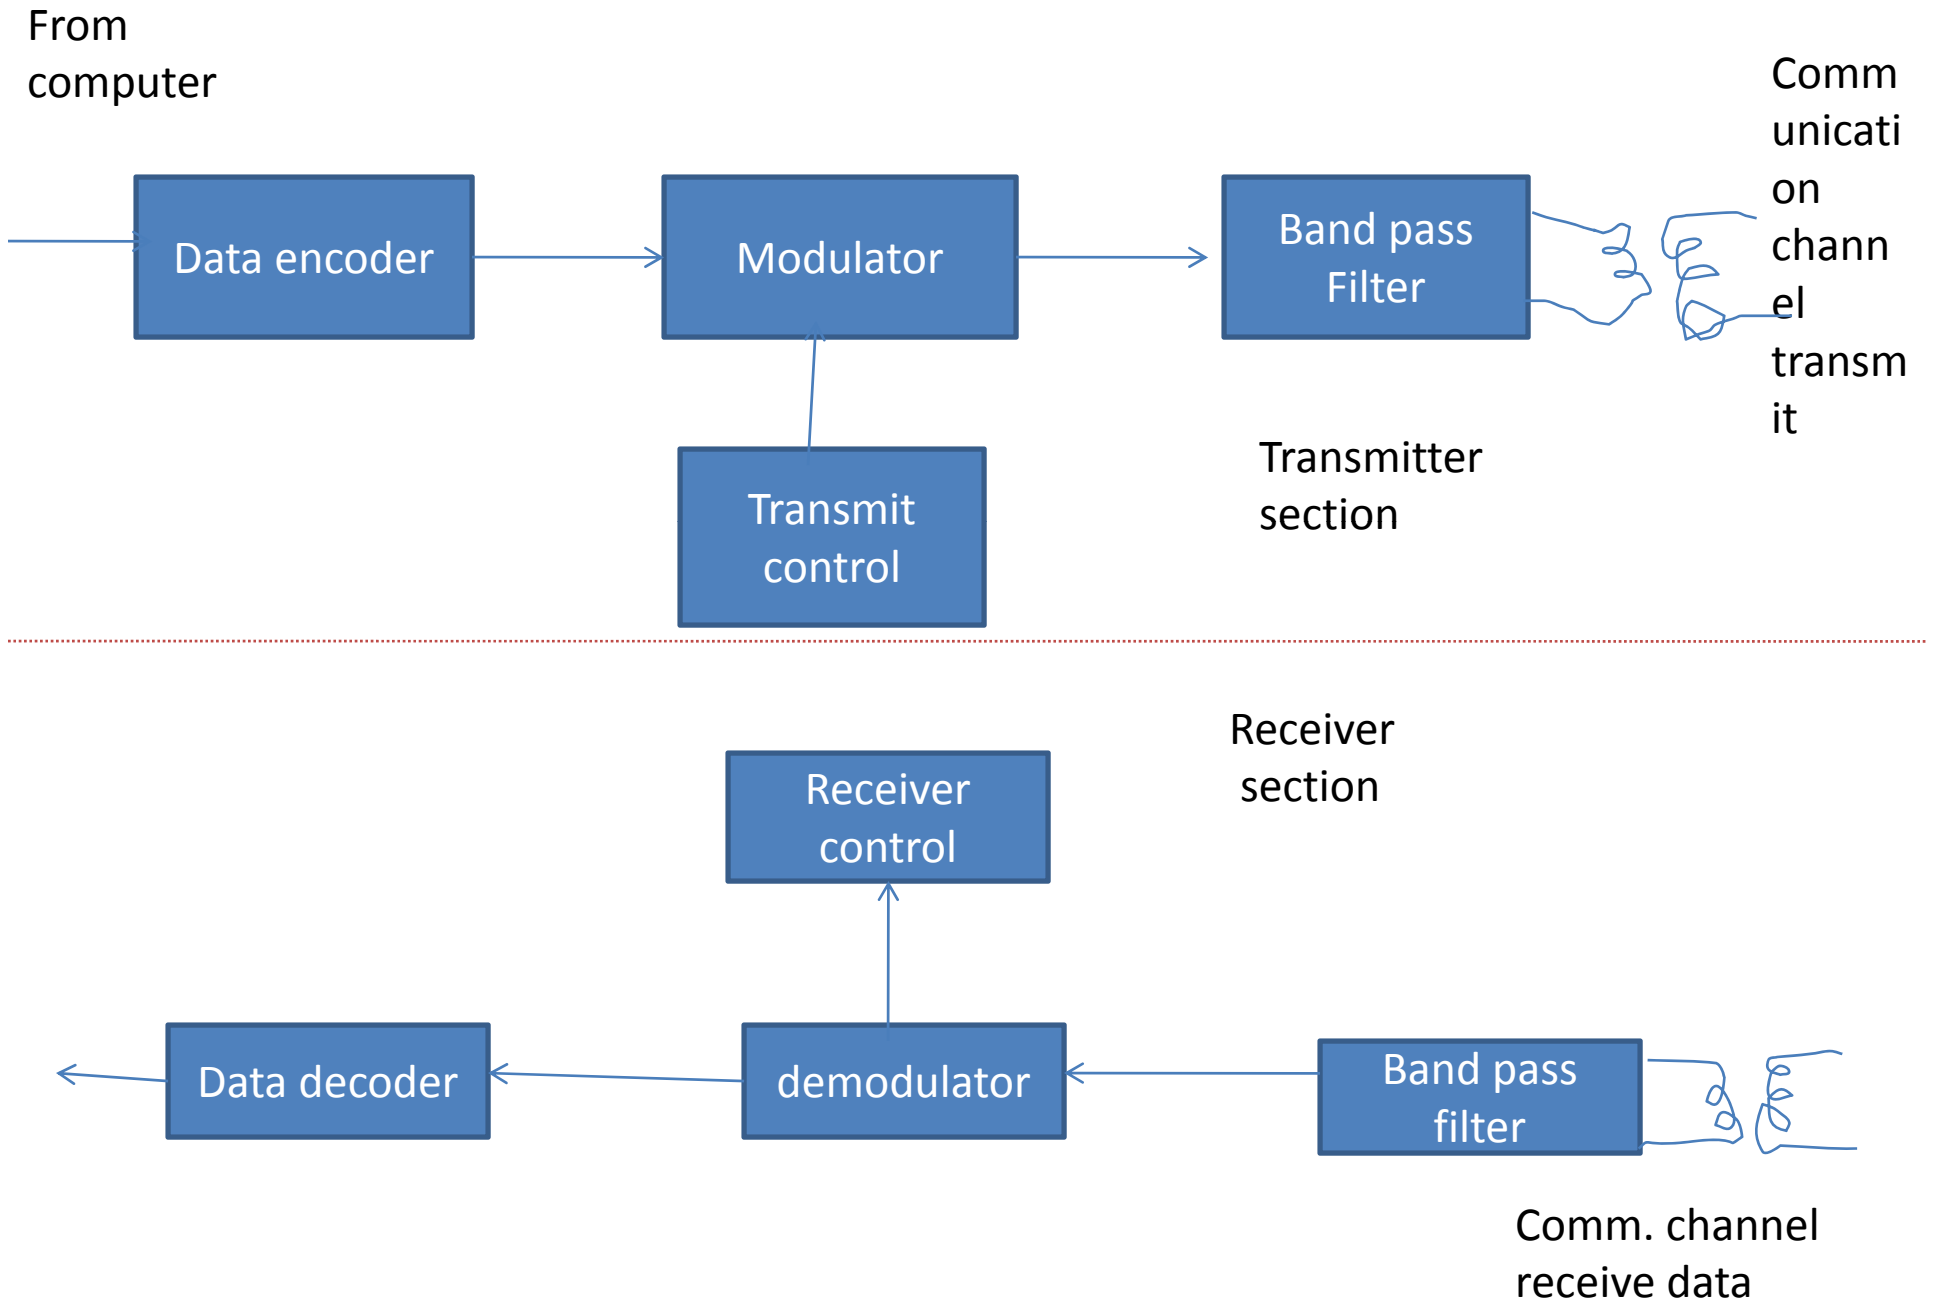 From
computer
Comm
unicati
on
chann
el
transm
it
Data encoder
Modulator
Band pass
Filter
Transmit
control
Transmitter
section
Receiver
section
Receiver
control
Data decoder
demodulator
Band pass
filter
Comm. channel
receive data